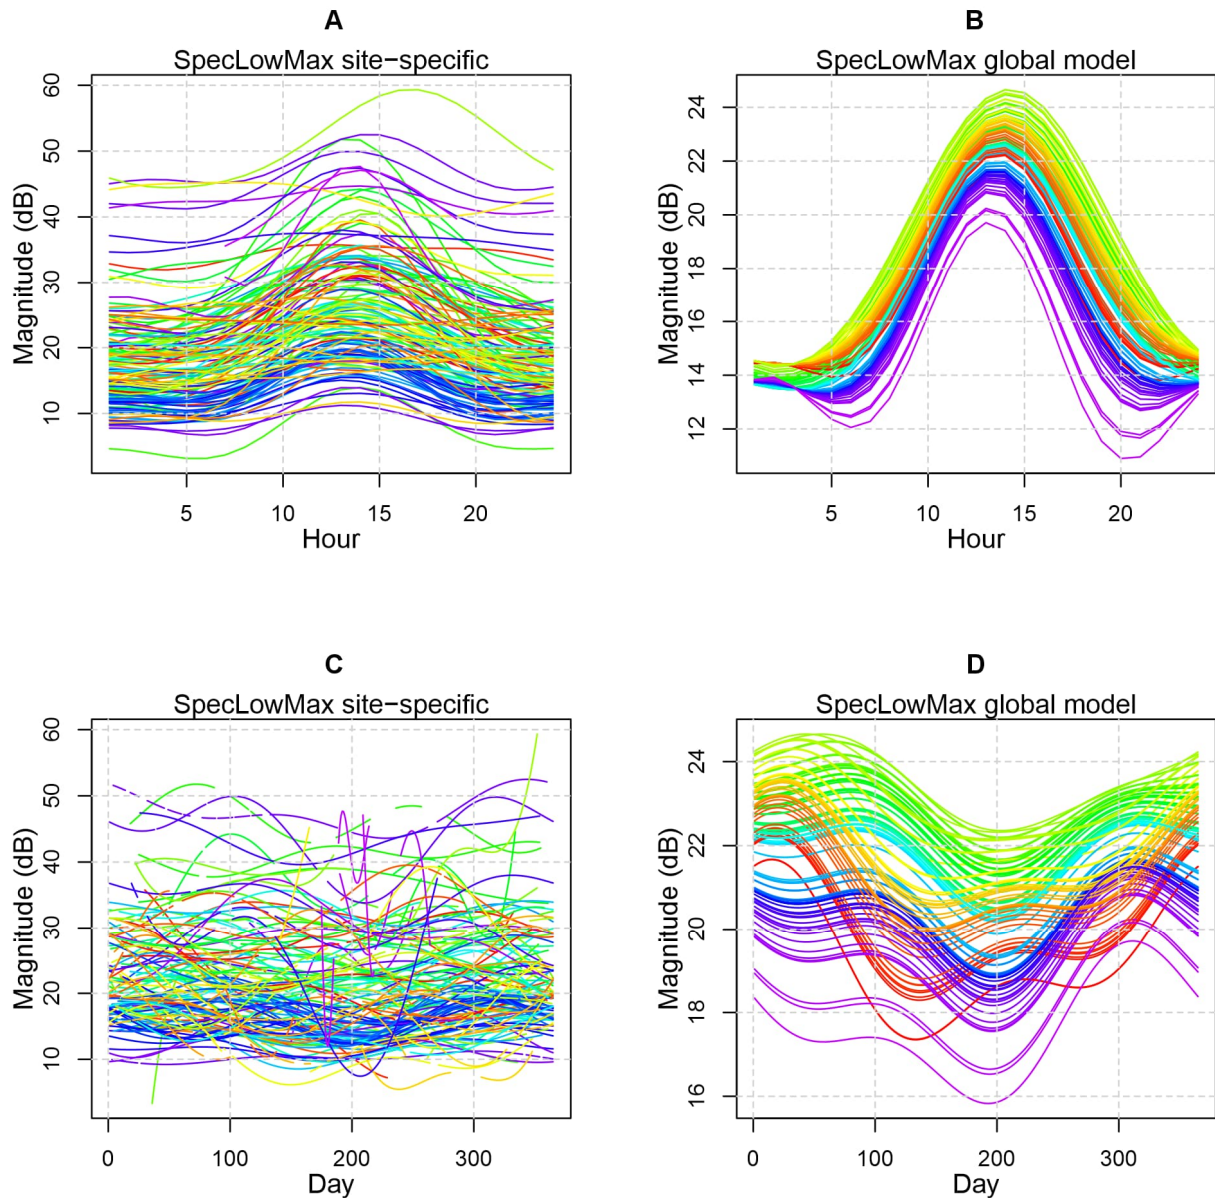 A
SpecLowMax site−specific
Magnitude (dB)
60
50
40
30
20
10
5
10
15
20
Hour
B
SpecLowMax global model
Magnitude (dB)
24
22
20
18
16
14
12
5
10
15
20
Hour
C
SpecLowMax site−specific
Magnitude (dB)
60
50
40
30
20
10
0
100
200
300
Day
D
SpecLowMax global model
Magnitude (dB)
24
22
20
18
16
0
100
200
300
Day